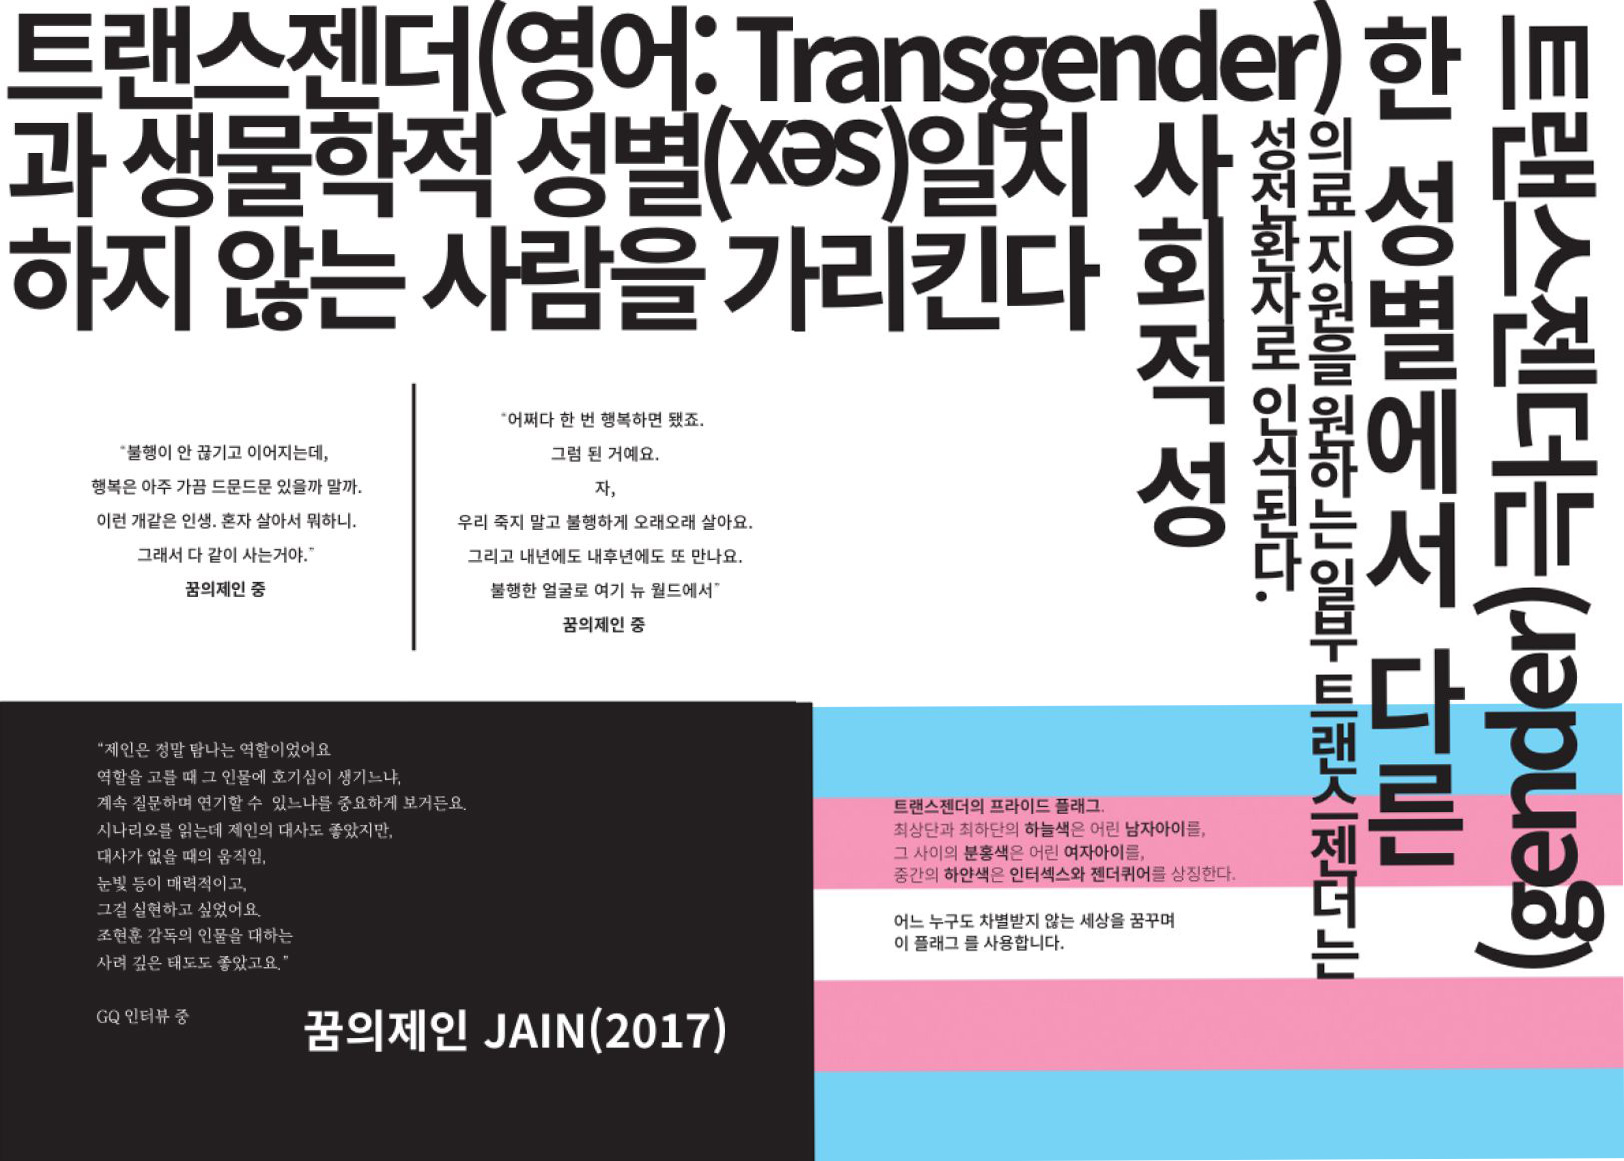 트랜스젠더(영어: Transgender)
과 생물학적 성별(sex)일치
하지 않는 사람을 가리킨다
사회적 성
성전환자로 인식된다.
의료 지원을 원하는 일부 트랜스젠더는
한 성별에서 다른
트랜스젠더는(gender)
“불행이 안 끊기고 이어지는데,
행복은 아주 가끔 드문드문 있을까 말까.
이런 개같은 인생. 혼자 살아서 뭐하니.
그래서 다 같이 사는거야.”
꿈의제인 중
“어쩌다 한 번 행복하면 됐죠.
그럼 된 거예요.
자,
우리 죽지 말고 불행하게 오래오래 살아요.
그리고 내년에도 내후년에도 또 만나요.
불행한 얼굴로 여기 뉴 월드에서”
꿈의제인 중
“제인은 정말 탐나는 역할이었어요
역할을 고를 때 그 인물에 호기심이 생기느냐,
계속 질문하며 연기할 수 있느냐를 중요하게 보거든요.
시나리오를 읽는데 제인의 대사도 좋았지만,
대사가 없을 때의 움직임,
눈빛 등이 매력적이고,
그걸 실현하고 싶었어요.
조현훈 감독의 인물을 대하는
사려 깊은 태도도 좋았고요.”
GQ 인터뷰 중
꿈의제인 JAIN(2017)
트랜스젠더의 프라이드 플래그.
최상단과 최하단의 하늘색은 어린 남자아이를,
그 사이의 분홍색은 어린 여자아이를,
중간의 하얀색은 인터섹스와 젠더퀴어를 상징한다.
어느 누구도 차별받지 않는 세상을 꿈꾸며
이 플래그 를 사용합니다.